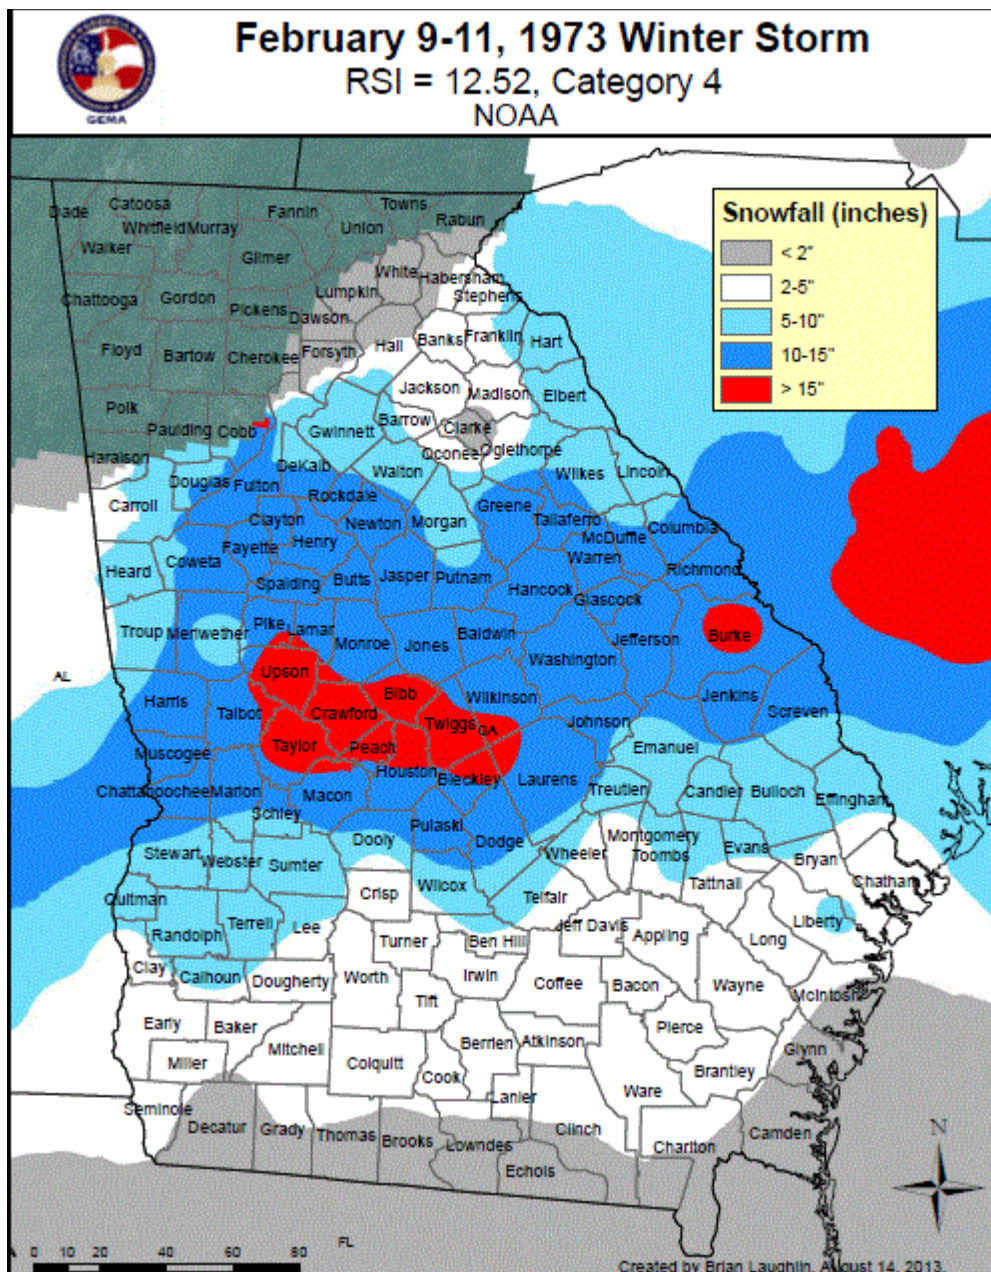 February 9-11, 1973 Winter Storm
RSI = 12.52, Category 4
NOAA
GEMA
Snowfall (inches)
< 2"
2-5"
5-10"
10-15"
> 15"
Dade
Catoosa
Whitfield
Murray
Fannin
Towns
Union
Rabun
Walker
Gilmer
White
Habersham
Stephens
Lumpkin
Chattooga
Gordon
Pickens
Dawson
Floyd
Bartow
Cherokee
Forsyth
Hall
Banks
Franklin
Hart
Jackson
Madison
Elbert
Polk
Paulding
Cobb
Gwinnett
Barrow
Clarke
Oconee
Oglethorpe
Haralson
Douglas
Fulton
DeKalb
Walton
Wilkes
Lincoln
Carroll
Rockdale
Clayton
Newton
Morgan
Greene
Taliaferro
McDuffie
Columbia
Heard
Coweta
Fayette
Henry
Warren
Richmond
Spalding
Butts
Jasper
Putnam
Hancock
Glascock
Troup
Meriwether
Pike
Lamar
Monroe
Jones
Baldwin
Jefferson
Burke
Washington
AL
Upson
Harris
Talbot
Crawford
Bibb
Twiggs
GA
Wilkinson
Johnson
Jenkins
Screven
Muscogee
Taylor
Peach
Houston
Bleckley
Laurens
Emanuel
Chattahoochee
Marion
Macon
Treutlen
Candler
Bulloch
Effingham
Schley
Dooly
Pulaski
Dodge
Montgomery
Stewart
Webster
Sumter
Wheeler
Toombs
Evans
Bryan
Quitman
Crisp
Wilcox
Telfair
Tattnall
Chatham
Randolph
Terrell
Lee
Turner
Ben Hill
Jeff Davis
Appling
Long
Liberty
Clay
Calhoun
Dougherty
Worth
Irwin
Coffee
Bacon
Wayne
McIntosh
Tift
Early
Baker
Mitchell
Berrien
Atkinson
Pierce
Miller
Colquitt
Cook
Brantley
Glynn
Lanier
Ware
Seminole
Decatur
Grady
Thomas
Brooks
Lowndes
Clinch
Charlton
Camden
Echols
N
FL
0 10 20 40 60 80
Created by Brian Laughlin, August 14, 2013.